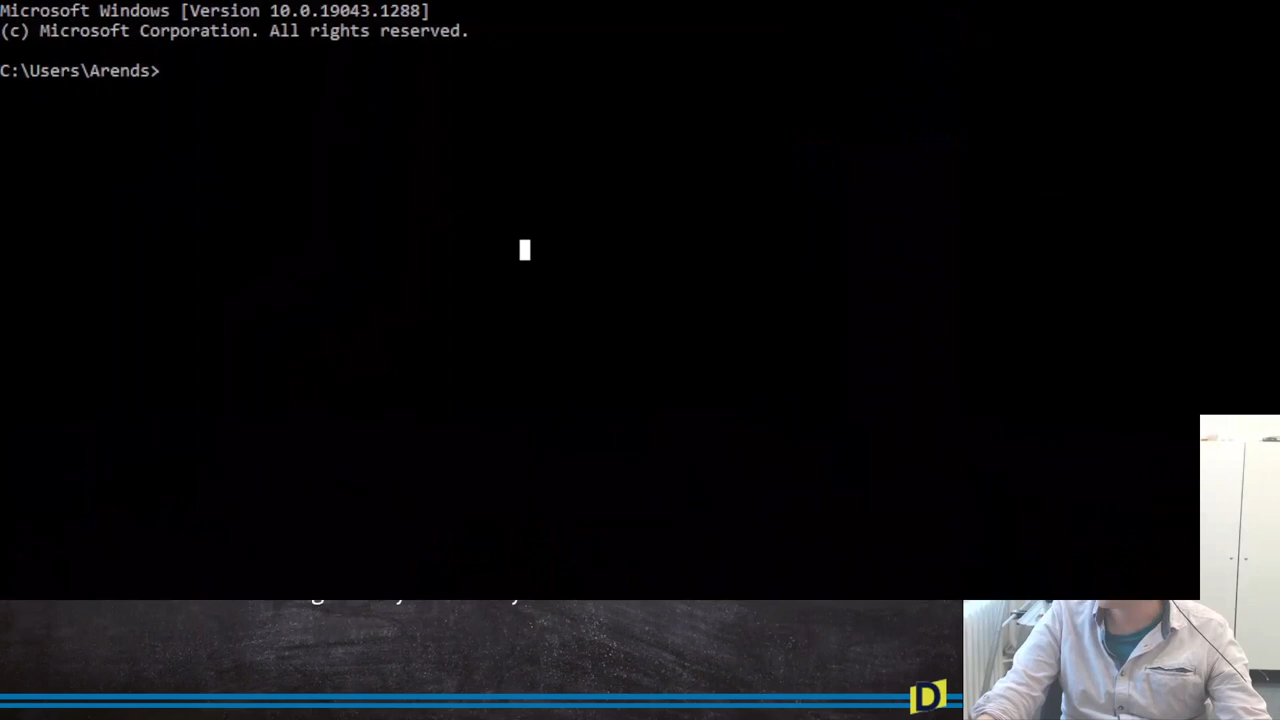 Microsoft Windows [Version 10.0.19043.1288]
(c) Microsoft Corporation. All rights reserved.
C:\Users\Arends>
D